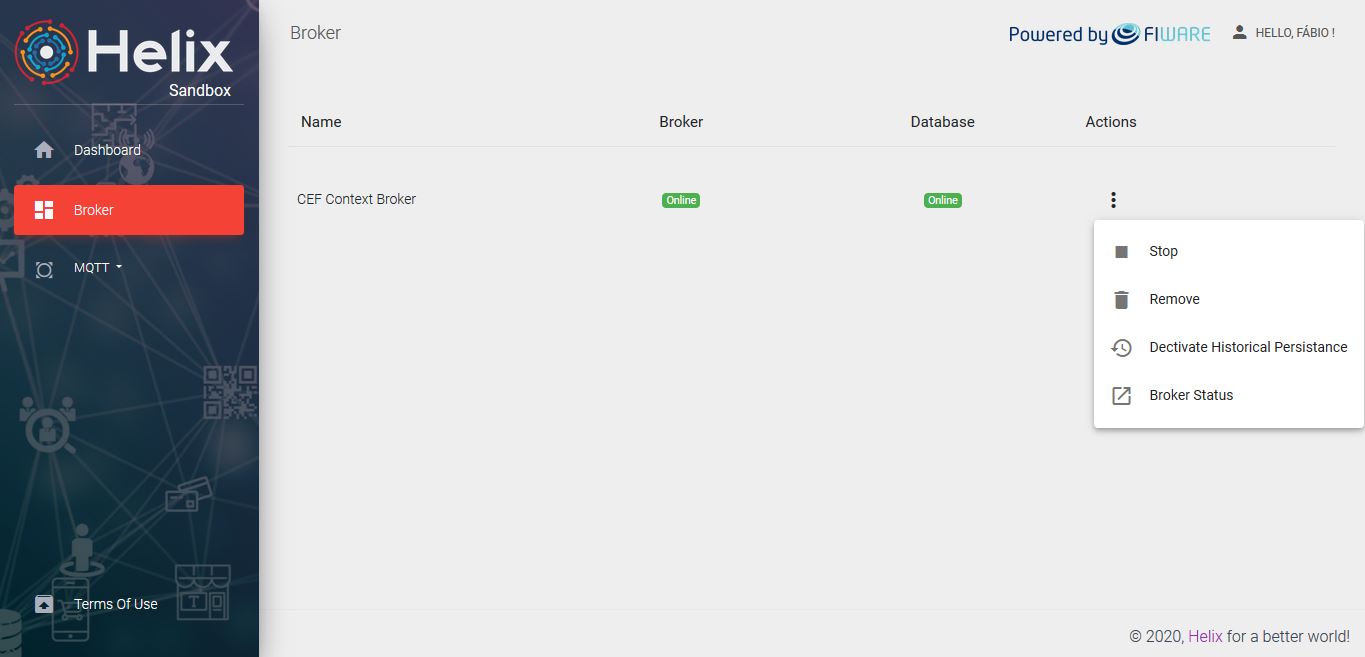 Helix
Sandbox
Dashboard
Broker
MQTT
Terms Of Use
Broker
Powered by FIWARE
HELLO, FÁBIO !
Name Broker Database Actions
CEF Context Broker Online Online
Stop
Remove
Dectivate Historical Persistance
Broker Status
© 2020, Helix for a better world!